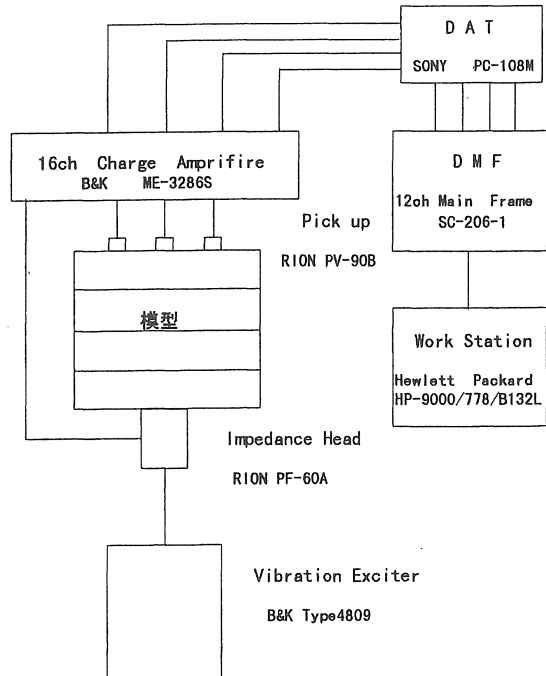 D A T
SONY PC-108M
16ch Charge Amprifire
B&K ME-3286S
D M F
12ch Main Frame
SC-206-1
Pick up
RION PV-90B
模型
Work Station
Hewlett Packard
HP-9000/778/B132L
Impedance Head
RION PF-60A
Vibration Exciter
B&K Type4809